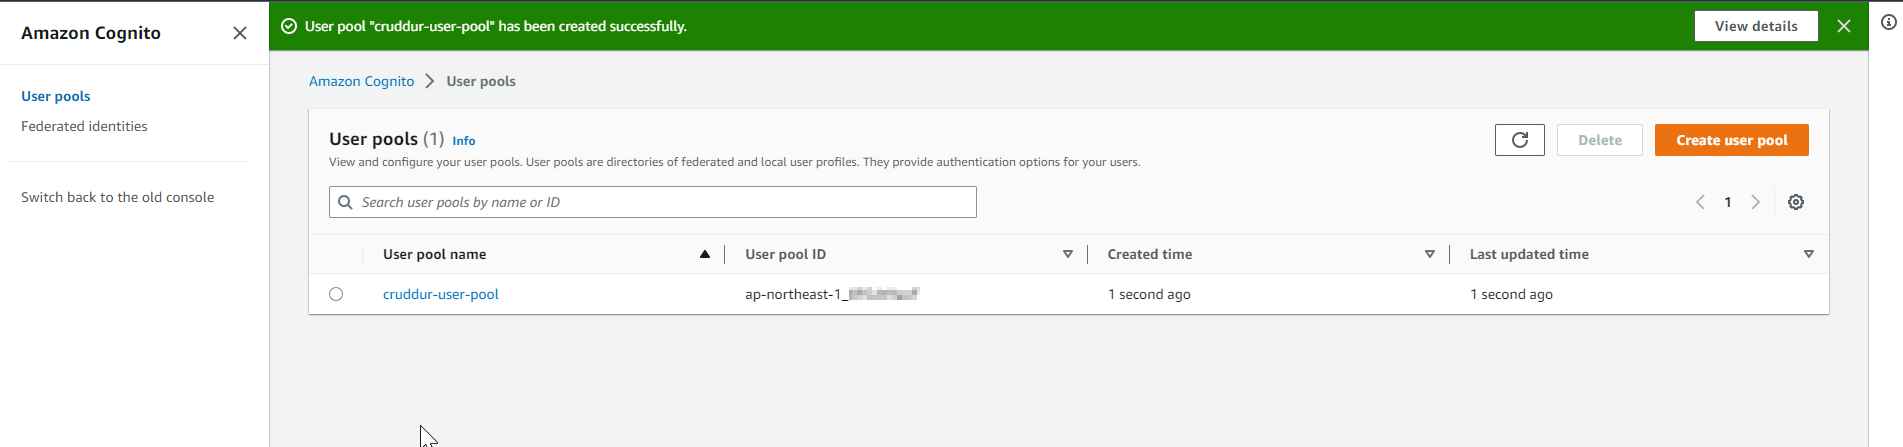 Amazon Cognito
User pools
Federated identities
Switch back to the old console
User pool "cruddur-user-pool" has been created successfully.
View details
Amazon Cognito
User pools
User pools (1) Info
View and configure your user pools. User pools are directories of federated and local user profiles. They provide authentication options for your users.
Delete
Create user pool
Search user pools by name or ID
1
User pool name User pool ID Created time Last updated time
cruddur-user-pool ap-northeast-1_ 1 second ago 1 second ago